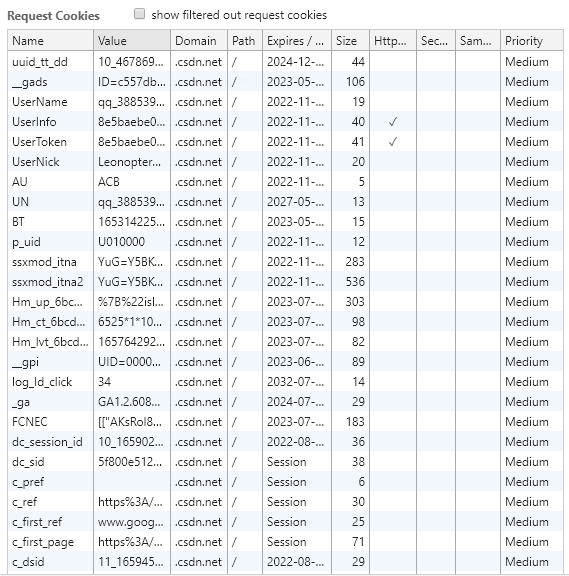 Request Cookies show filtered out request cookies
Name Value Domain Path Expires / ... Size Http... Sec... Sam... Priority
uuid_tt_dd 10_467869... .csdn.net / 2024-12-... 44 Medium
__gads ID=c557db... .csdn.net / 2023-05-... 106 Medium
UserName qq_388539... .csdn.net / 2022-11-... 19 Medium
UserInfo 8e5baebe0... .csdn.net / 2022-11-... 40 ✓ Medium
UserToken 8e5baebe0... .csdn.net / 2022-11-... 41 ✓ Medium
UserNick Leonopter... .csdn.net / 2022-11-... 20 Medium
AU ACB .csdn.net / 2022-11-... 5 Medium
UN qq_388539... .csdn.net / 2027-05-... 13 Medium
BT 165314225... .csdn.net / 2023-05-... 15 Medium
p_uid U010000 .csdn.net / 2022-11-... 12 Medium
ssxmod_itna YuG=Y5BK... .csdn.net / 2022-11-... 283 Medium
ssxmod_itna2 YuG=Y5BK... .csdn.net / 2022-11-... 536 Medium
Hm_up_6bc... %7B%22isl... .csdn.net / 2023-07-... 303 Medium
Hm_ct_6bcd... 6525*1*10... .csdn.net / 2023-07-... 98 Medium
Hm_lvt_6bcd... 165764292... .csdn.net / 2023-07-... 82 Medium
__gpi UID=0000... .csdn.net / 2023-06-... 89 Medium
log_Id_click 34 .csdn.net / 2032-07-... 14 Medium
_ga GA1.2.608... .csdn.net / 2024-07-... 29 Medium
FCNEC [["AKsRol8... .csdn.net / 2023-07-... 183 Medium
dc_session_id 10_165902... .csdn.net / 2022-08-... 36 Medium
dc_sid 5f800e512... .csdn.net / Session 38 Medium
c_pref .csdn.net / Session 6 Medium
c_ref https%3A/... .csdn.net / Session 30 Medium
c_first_ref www.goog... .csdn.net / Session 25 Medium
c_first_page https%3A/... .csdn.net / Session 71 Medium
c_dsid 11_165945... .csdn.net / 2022-08-... 29 Medium